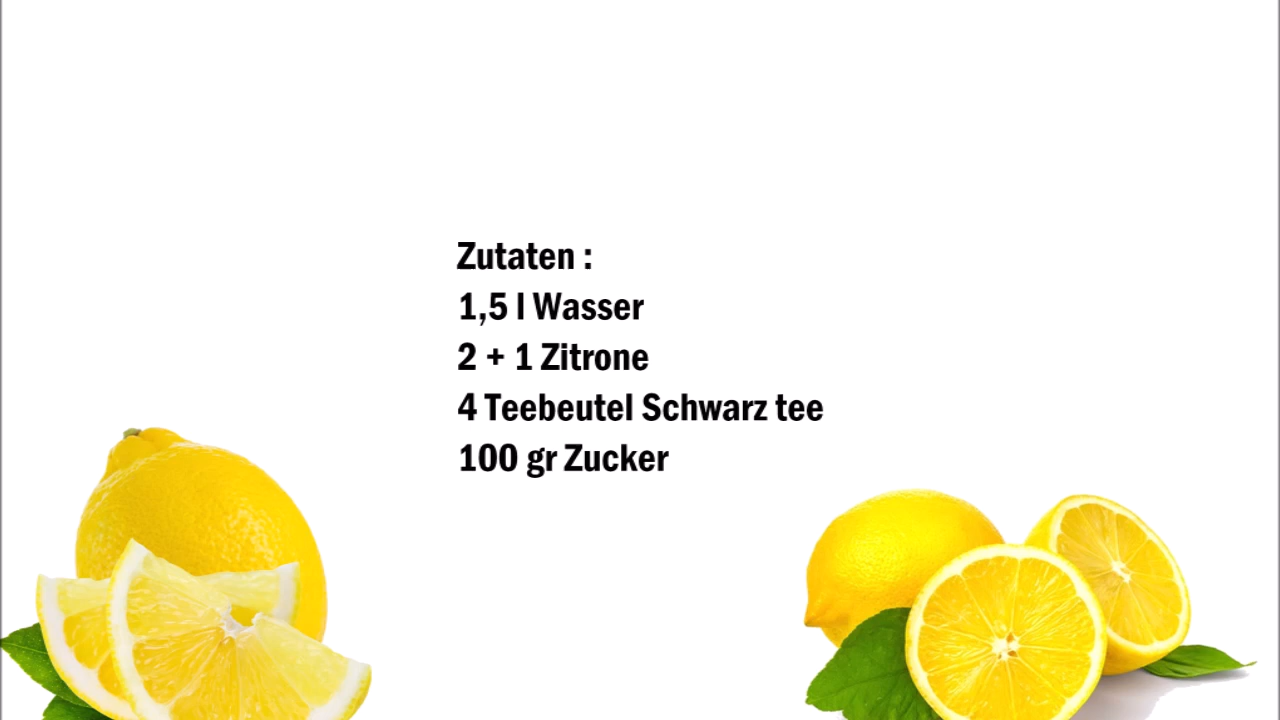 Zutaten :
1,5 l Wasser
2 + 1 Zitrone
4 Teebeutel Schwarz tee
100 gr Zucker